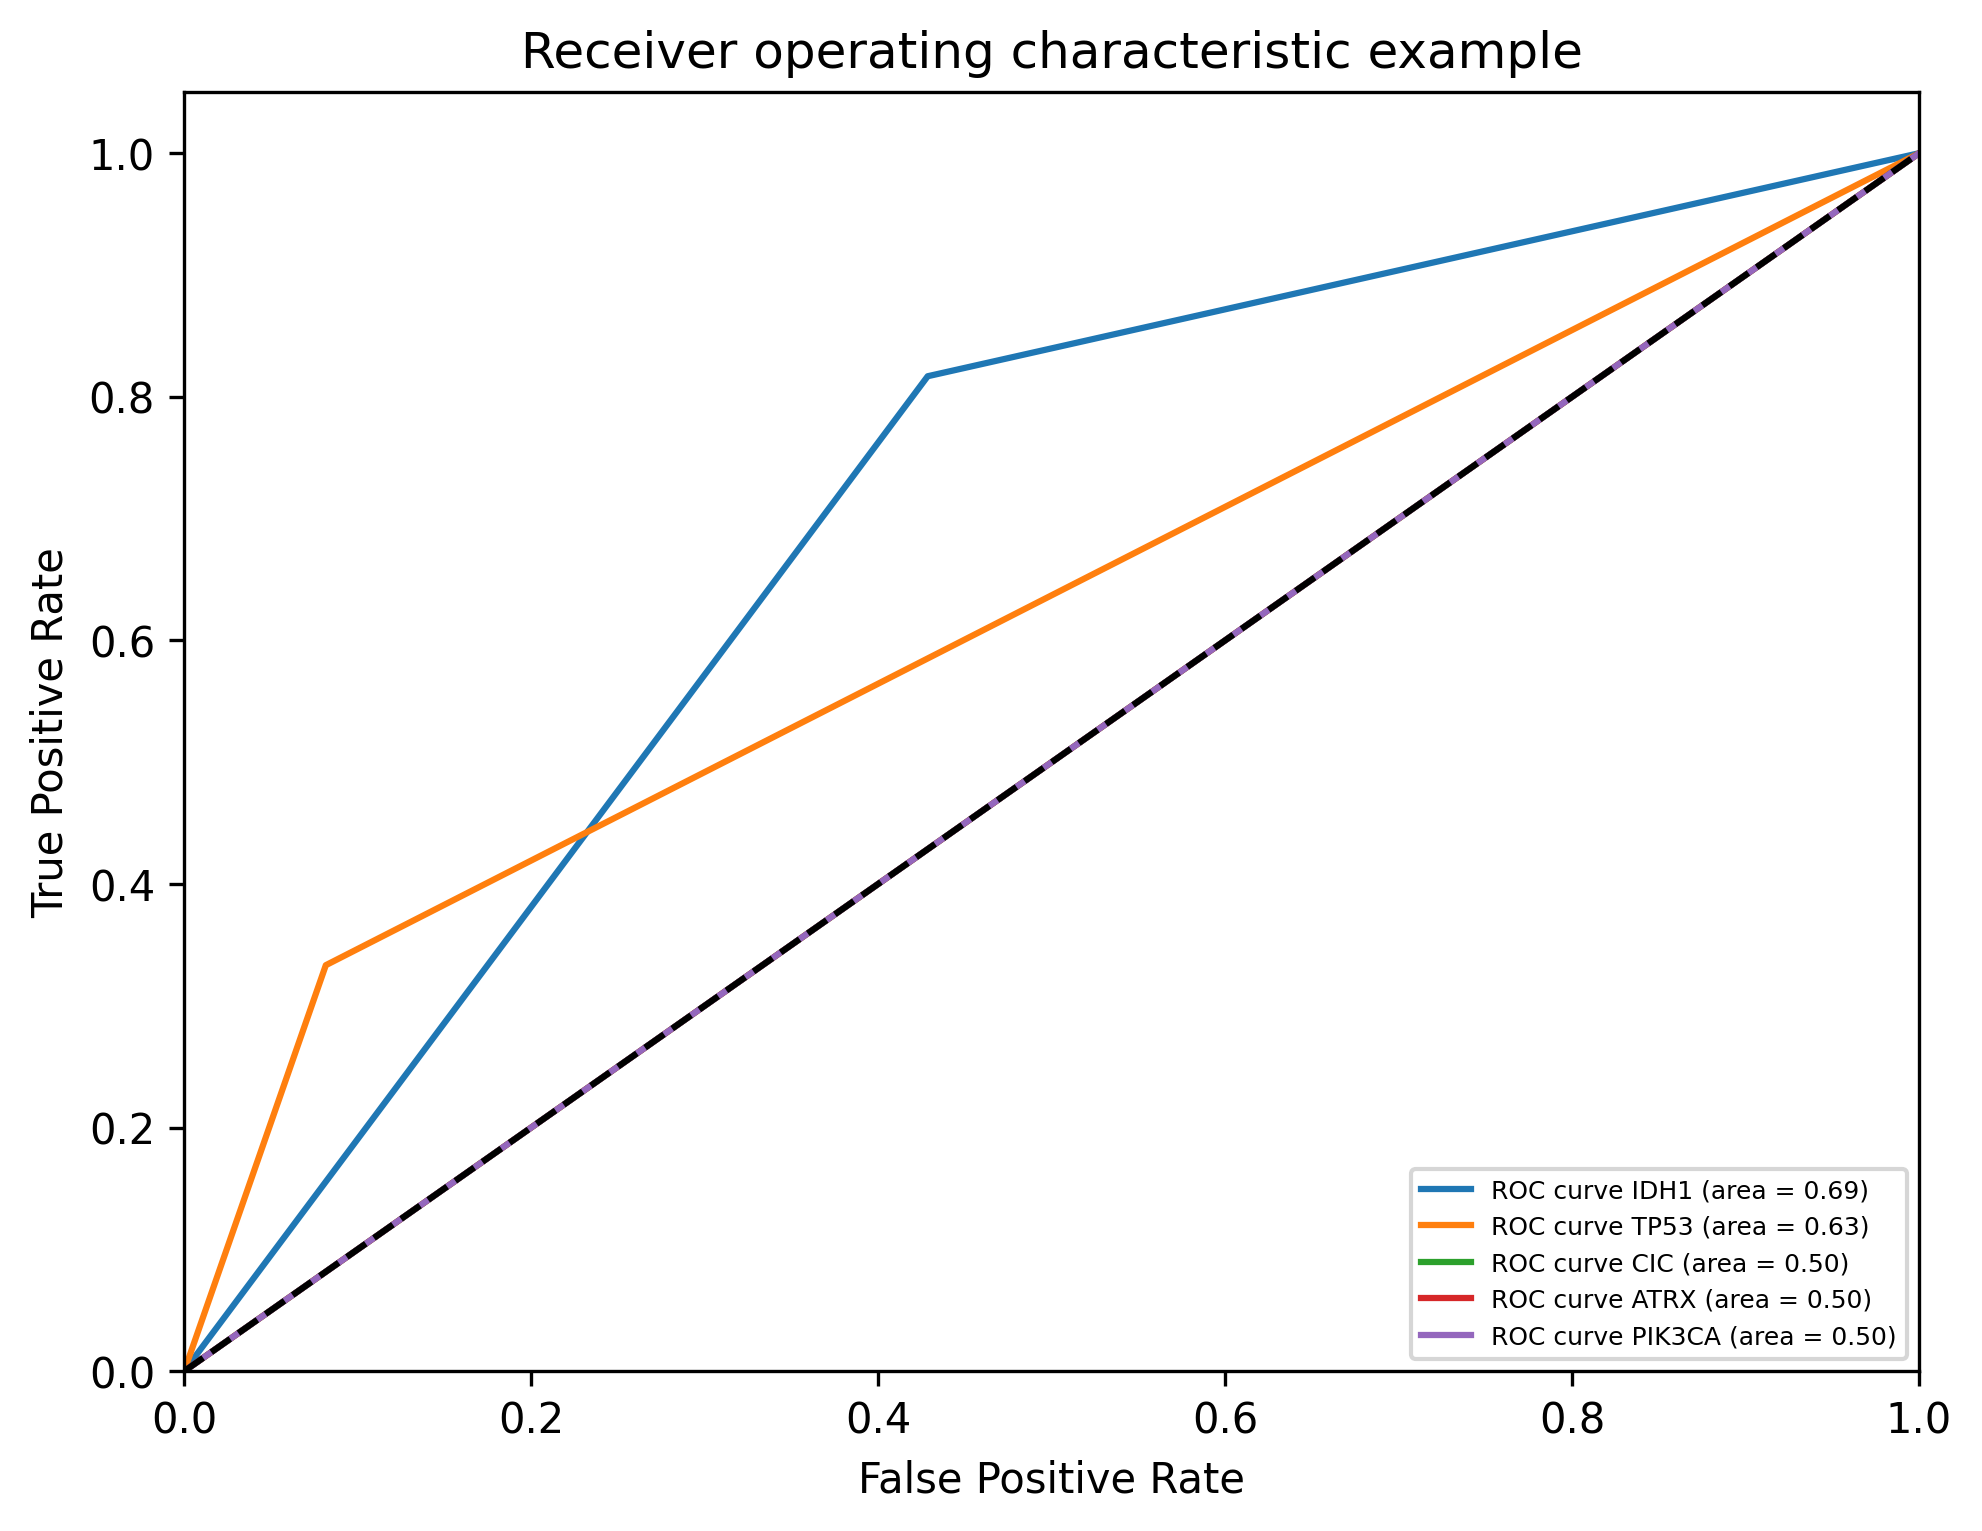 Receiver operating characteristic example
True Positive Rate
1.0
0.8
0.6
0.4
0.2
0.0
ROC curve IDH1 (area = 0.69)
ROC curve TP53 (area = 0.63)
ROC curve CIC (area = 0.50)
ROC curve ATRX (area = 0.50)
ROC curve PIK3CA (area = 0.50)
0.0 0.2 0.4 0.6 0.8 1.0
False Positive Rate